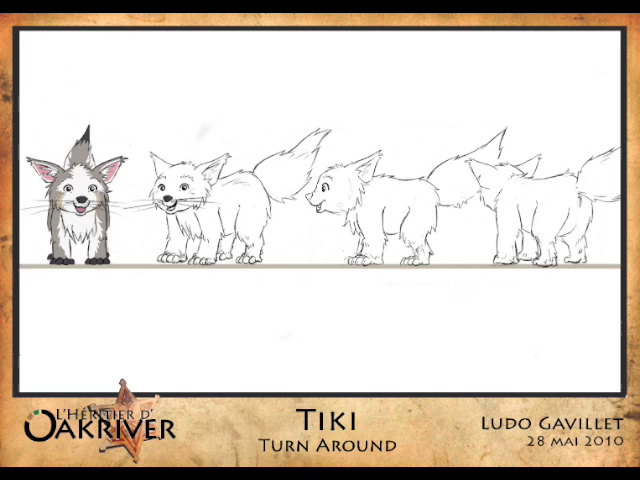 L'Héritier d'
Oakriver
Tiki
Turn Around
Ludo Gavillet
28 mai 2010